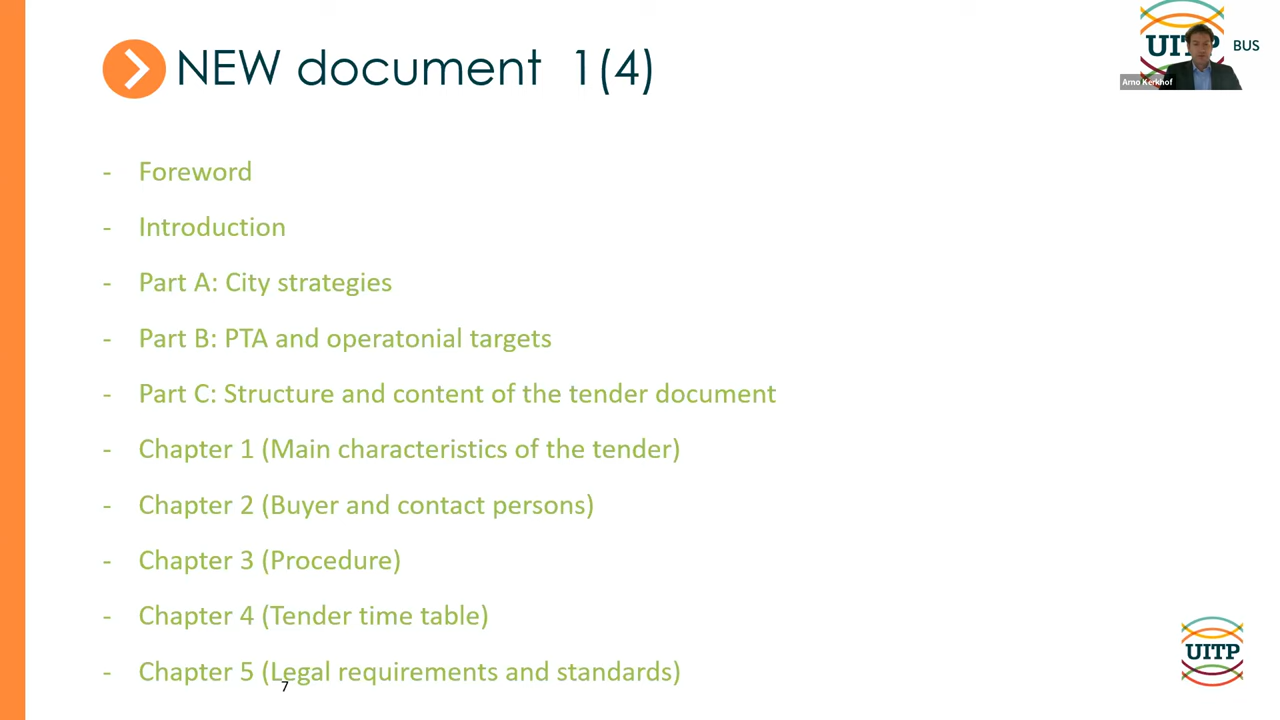 NEW document 1(4)
UITP BUS
Arno Kerkhof
- Foreword
- Introduction
- Part A: City strategies
- Part B: PTA and operatonial targets
- Part C: Structure and content of the tender document
- Chapter 1 (Main characteristics of the tender)
- Chapter 2 (Buyer and contact persons)
- Chapter 3 (Procedure)
- Chapter 4 (Tender time table)
- Chapter 5 (Legal requirements and standards)
7
UITP